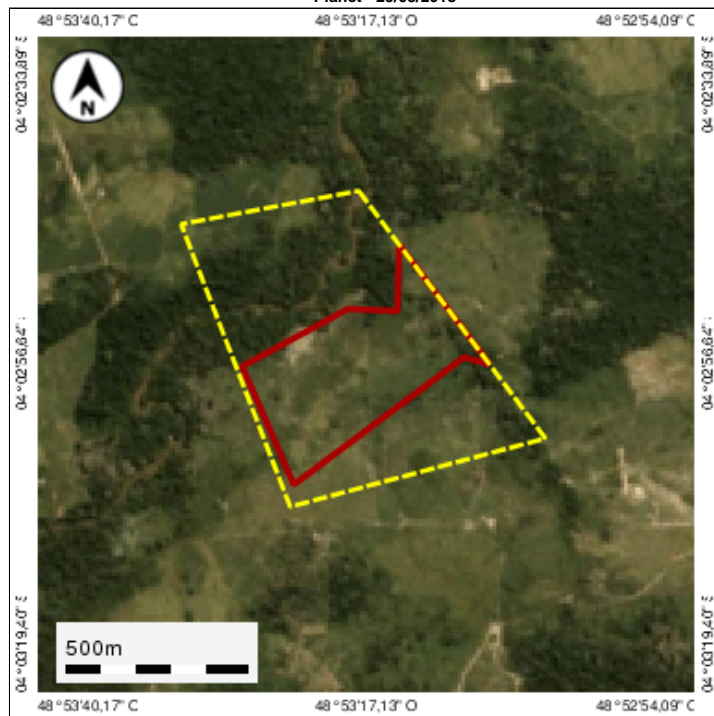 Planet -
48°53'40,17" C 48°53'17,13" O 48°52'54,09" C
04°02'33,89" S
04°02'33,89" S
N
04°02'56,64"
04°02'56,64"
04°03'19,40" S
04°03'19,40" S
500m
48°53'40,17" C 48°53'17,13" O 48°52'54,09" C